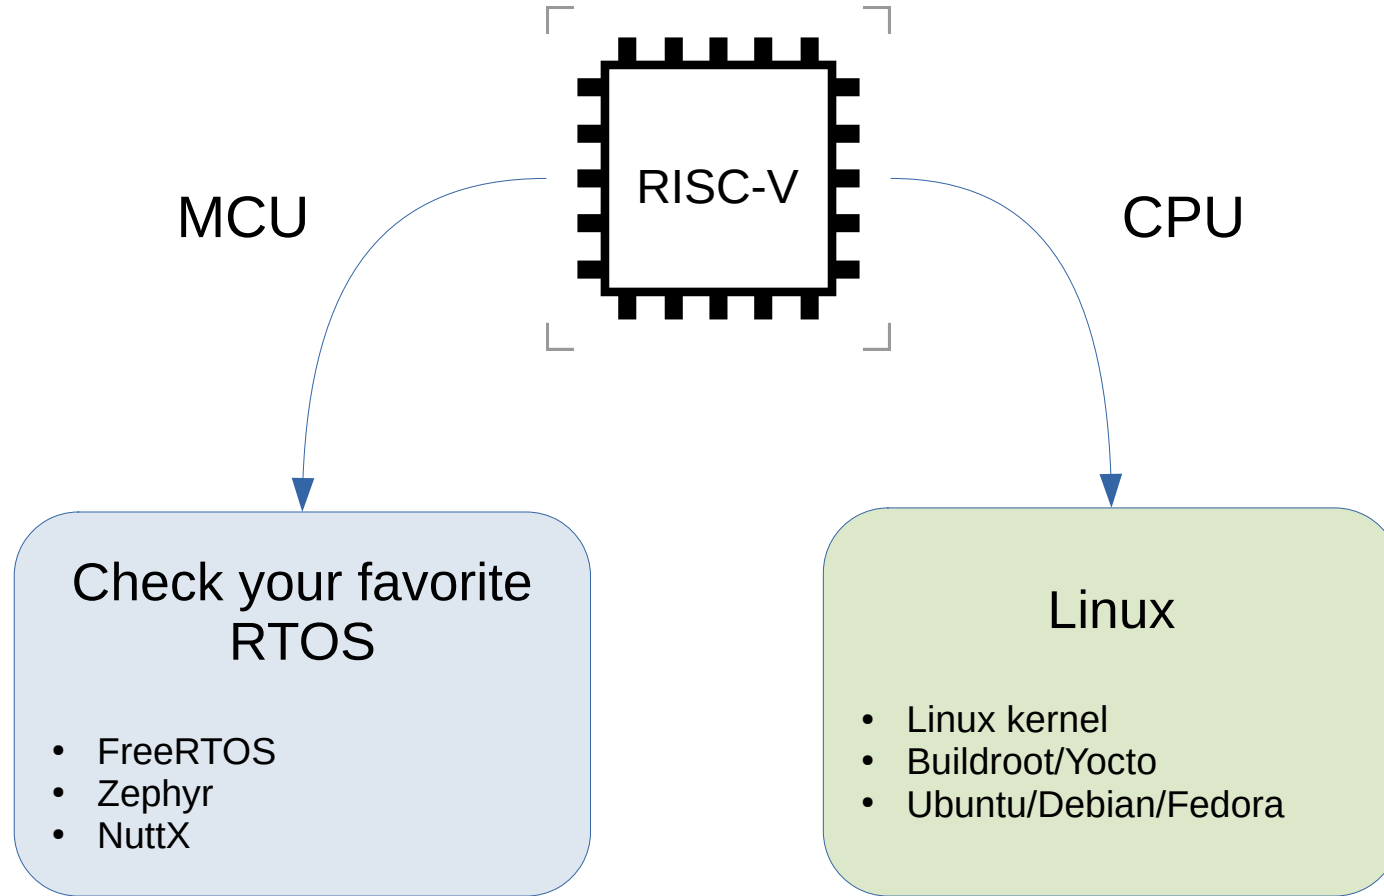 RISC-V
MCU
CPU
Check your favorite
RTOS
• FreeRTOS
• Zephyr
• NuttX
Linux
• Linux kernel
• Buildroot/Yocto
• Ubuntu/Debian/Fedora